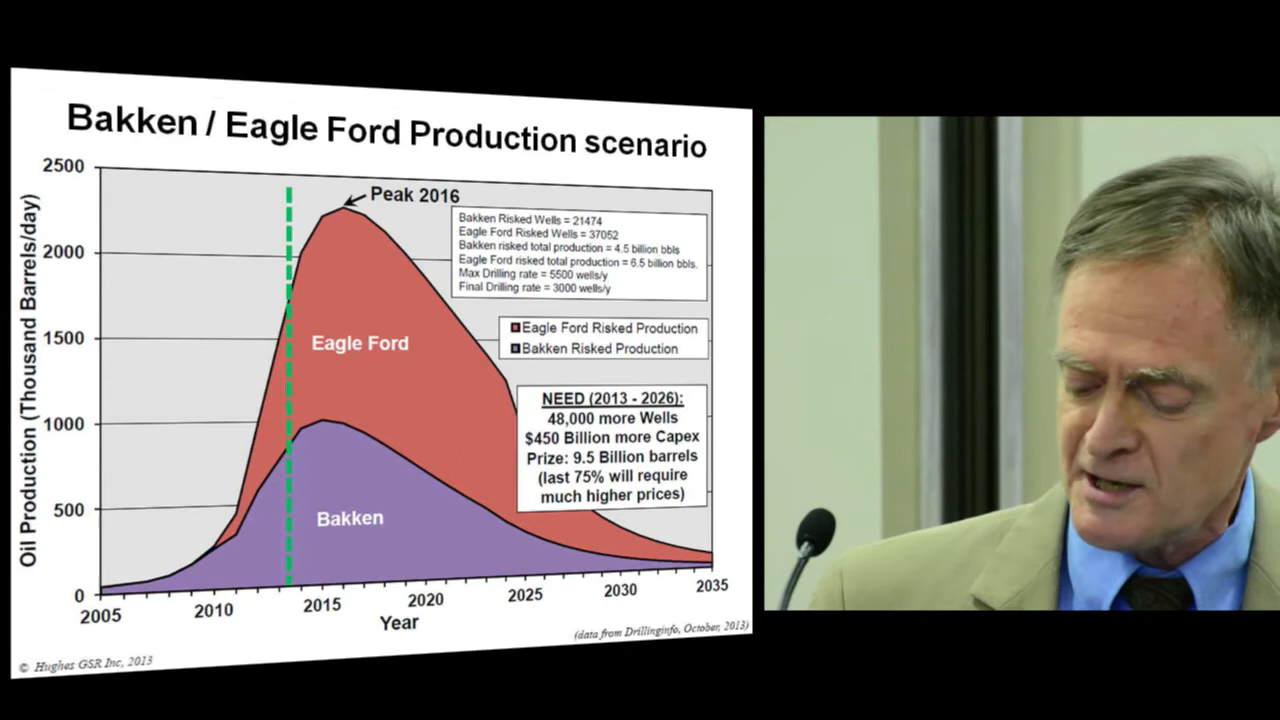 Bakken / Eagle Ford Production scenario
2500
2000
1500
1000
500
0
Oil Production (Thousand Barrels/day)
Peak 2016
Bakken Risked Wells = 21474
Eagle Ford Risked Wells = 37052
Bakken risked total production = 4.5 billion bbls
Eagle Ford risked total production = 6.5 billion bbls.
Max Drilling rate = 5500 wells/y
Final Drilling rate = 3000 wells/y
Eagle Ford Risked Production
Bakken Risked Production
Eagle Ford
NEED (2013 - 2026):
48,000 more Wells
$450 Billion more Capex
Prize: 9.5 Billion barrels
(last 75% will require
much higher prices)
Bakken
2005 2010 2015 2020 2025 2030 2035
Year
(data from Drillinginfo, October, 2013)
© Hughes GSR Inc, 2013